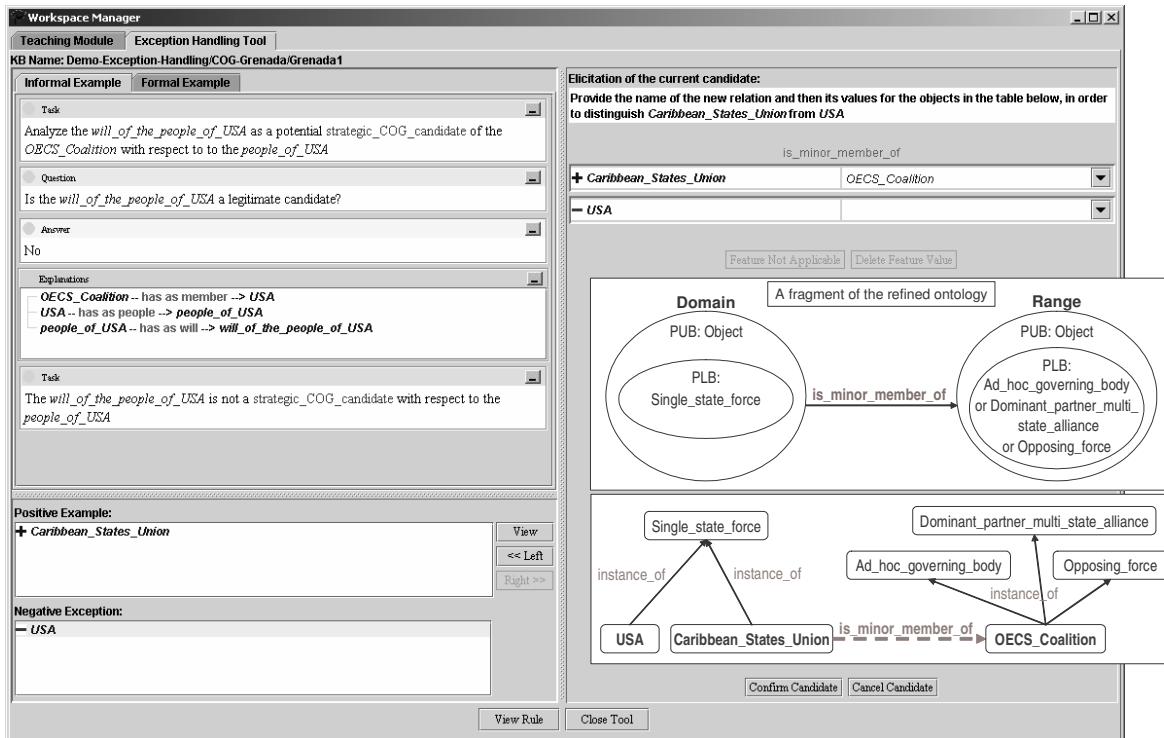 Workspace Manager
Teaching Module
Exception Handling Tool
KB Name: Demo-Exception-Handling/COG-Grenada/Grenada1
Informal Example
Formal Example
Task
Analyze the will_of_the_people_of_USA as a potential strategic_COG_candidate of the
OECS_Coalition with respect to to the people_of_USA
Question
Is the will_of_the_people_of_USA a legitimate candidate?
Answer
No
Explanations
OECS_Coalition -- has as member --> USA
USA -- has as people --> people_of_USA
people_of_USA -- has as will --> will_of_the_people_of_USA
Task
The will_of_the_people_of_USA is not a strategic_COG_candidate with respect to the
people_of_USA
Positive Example:
+ Caribbean_States_Union
View
<< Left
Right >>
Negative Exception:
− USA
Elicitation of the current candidate:
Provide the name of the new relation and then its values for the objects in the table below, in order
to distinguish Caribbean_States_Union from USA
is_minor_member_of
+ Caribbean_States_Union
OECS_Coalition
− USA
Feature Not Applicable
Delete Feature Value
A fragment of the refined ontology
Domain
Range
PUB: Object
PLB:
Single_state_force
is_minor_member_of
PUB: Object
PLB:
Ad_hoc_governing_body
or Dominant_partner_multi_
state_alliance
or Opposing_force
Single_state_force
Dominant_partner_multi_state_alliance
Ad_hoc_governing_body
Opposing_force
instance_of
instance_of
instance_of
USA
Caribbean_States_Union
is_minor_member_of
OECS_Coalition
Confirm Candidate
Cancel Candidate
View Rule
Close Tool